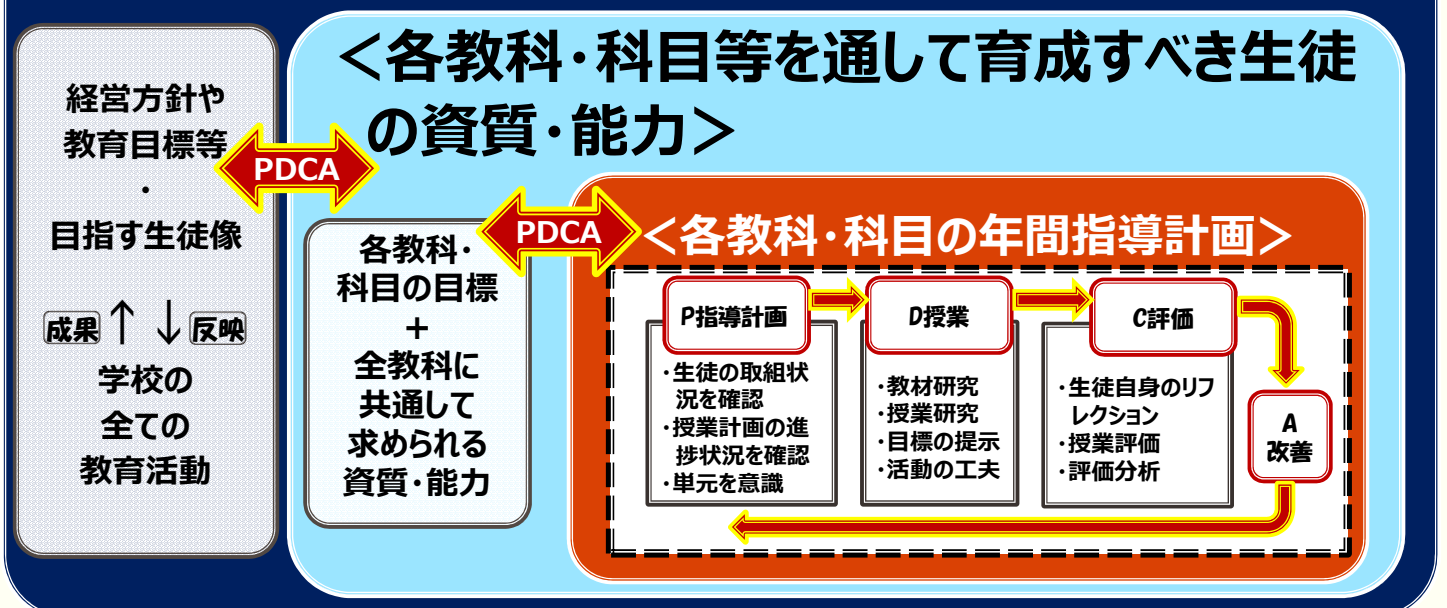 経営方針や
教育目標等
・
目指す生徒像
成果↑↓反映
学校の
全ての
教育活動
PDCA
<各教科・科目等を通して育成すべき生徒
の資質・能力>
各教科・
科目の目標
+
全教科に
共通して
求められる
資質・能力
PDCA
<各教科・科目の年間指導計画>
P指導計画
・生徒の取組状
況を確認
・授業計画の進
捗状況を確認
・単元を意識
D授業
・教材研究
・授業研究
・目標の提示
・活動の工夫
C評価
・生徒自身のリフ
レクション
・授業評価
・評価分析
A
改善